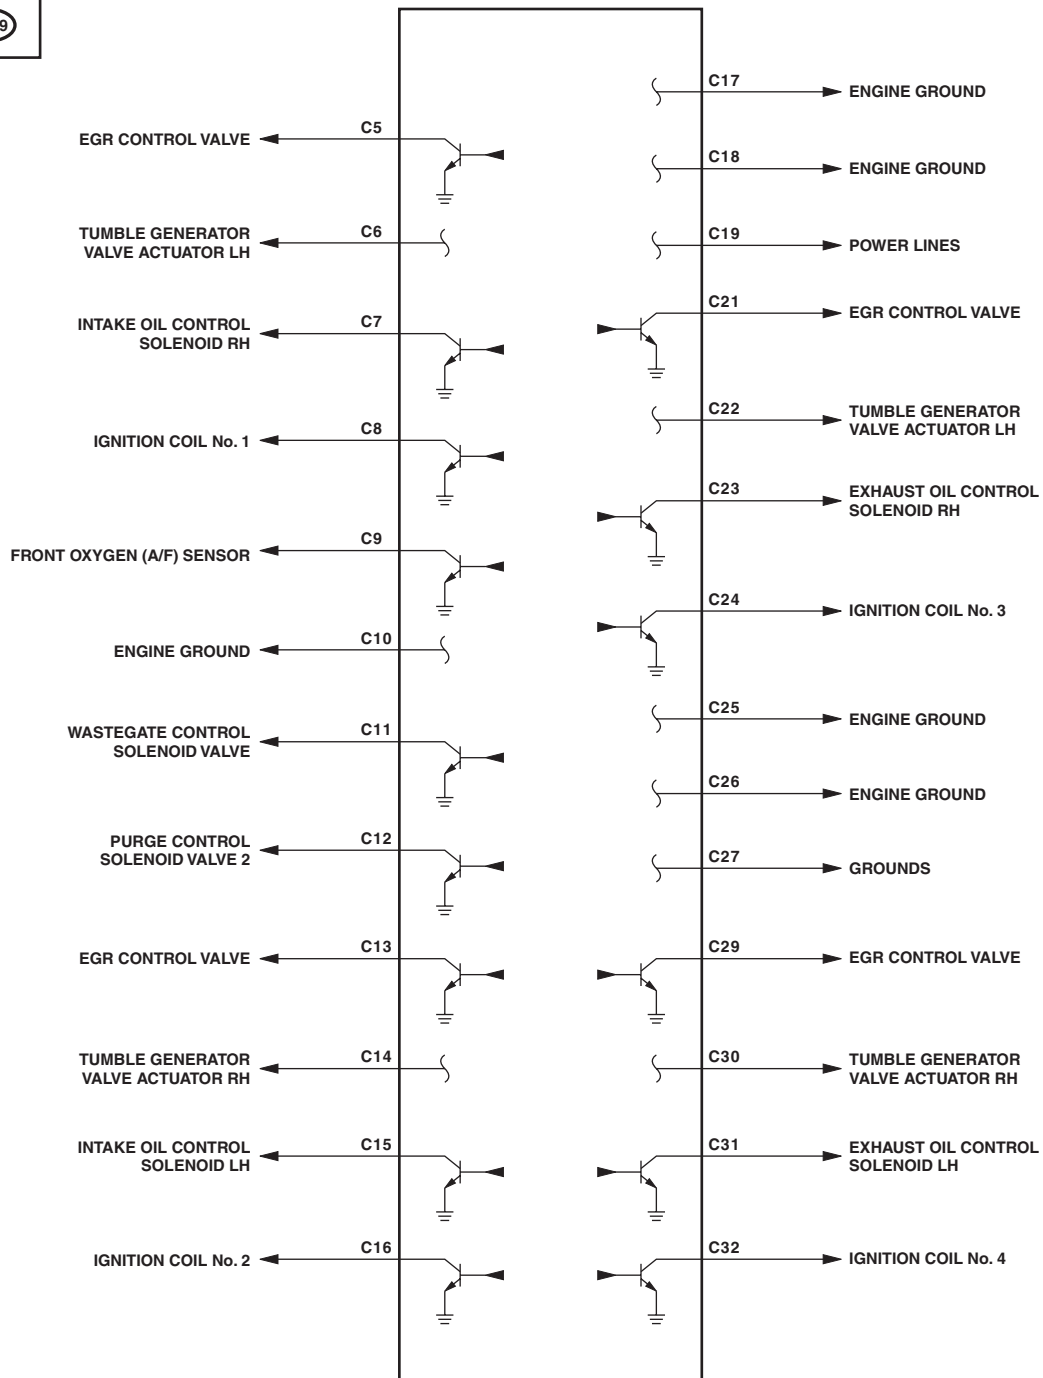 9
C5
EGR CONTROL VALVE
C6
TUMBLE GENERATOR
VALVE ACTUATOR LH
C7
INTAKE OIL CONTROL
SOLENOID RH
C8
IGNITION COIL No. 1
C9
FRONT OXYGEN (A/F) SENSOR
C10
ENGINE GROUND
C11
WASTEGATE CONTROL
SOLENOID VALVE
C12
PURGE CONTROL
SOLENOID VALVE 2
C13
EGR CONTROL VALVE
C14
TUMBLE GENERATOR
VALVE ACTUATOR RH
C15
INTAKE OIL CONTROL
SOLENOID LH
C16
IGNITION COIL No. 2
C17
ENGINE GROUND
C18
ENGINE GROUND
C19
POWER LINES
C21
EGR CONTROL VALVE
C22
TUMBLE GENERATOR
VALVE ACTUATOR LH
C23
EXHAUST OIL CONTROL
SOLENOID RH
C24
IGNITION COIL No. 3
C25
ENGINE GROUND
C26
ENGINE GROUND
C27
GROUNDS
C29
EGR CONTROL VALVE
C30
TUMBLE GENERATOR
VALVE ACTUATOR RH
C31
EXHAUST OIL CONTROL
SOLENOID LH
C32
IGNITION COIL No. 4